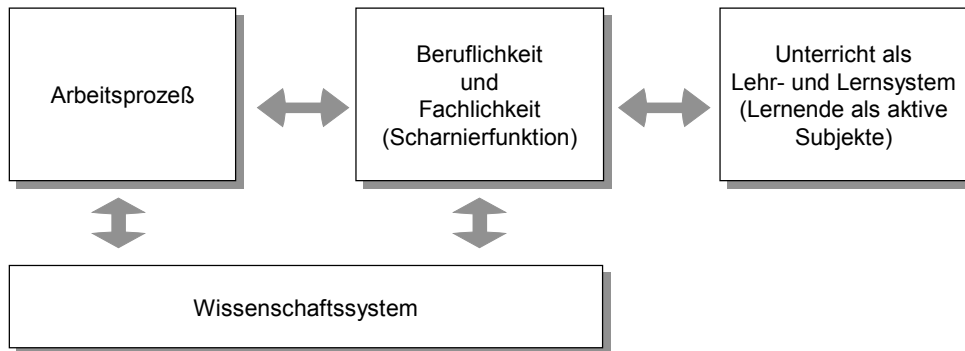 Arbeitsprozeß
Beruflichkeit
und
Fachlichkeit
(Scharnierfunktion)
Unterricht als
Lehr- und Lernsystem
(Lernende als aktive
Subjekte)
Wissenschaftssystem